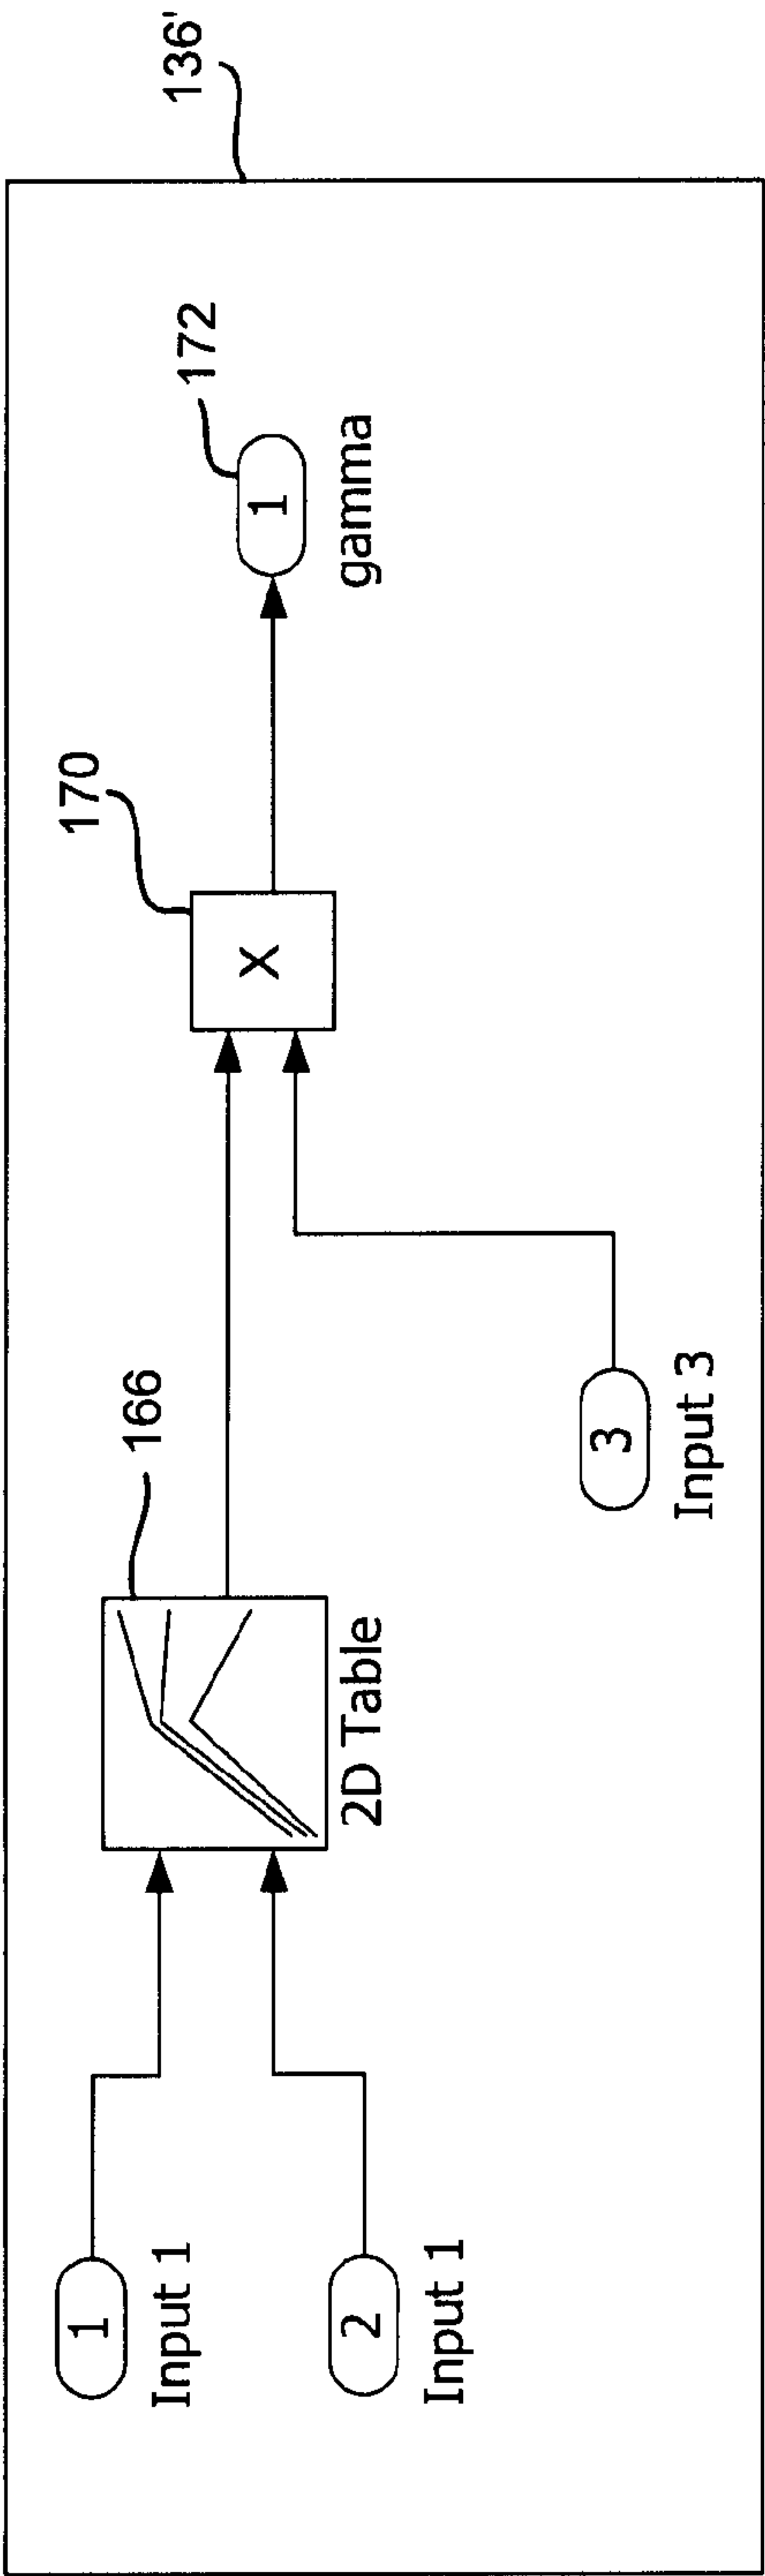 136'
1
Input 1
2
Input 1
166
2D Table
3
Input 3
170
X
172
1
gamma